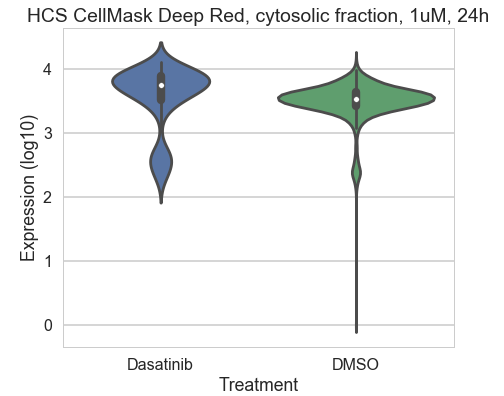 HCS CellMask Deep Red, cytosolic fraction, 1uM, 24h
Expression (log10)
4
3
2
1
0
Dasatinib DMSO
Treatment